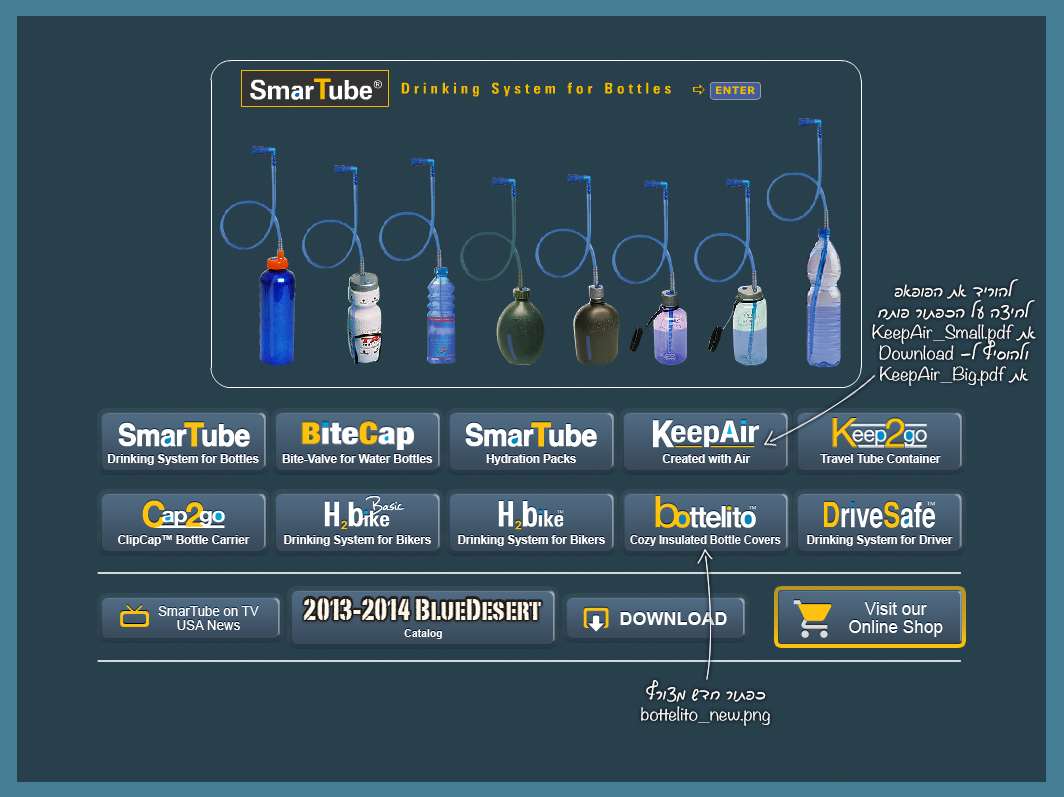 SmarTube®
Drinking System for Bottles
ENTER
להוריד את הפופאפ
לחיצה על הכפתור פותח
את KeepAir_Small.pdf
ולהוסיף ל- Download
את KeepAir_Big.pdf
SmarTube
Drinking System for Bottles
BiteCap
Bite-Valve for Water Bottles
SmarTube
Hydration Packs
KeepAir
Created with Air
Keep2go
Travel Tube Container
Cap2go
ClipCap™ Bottle Carrier
H2bike Basic
Drinking System for Bikers
H2bike™
Drinking System for Bikers
bottelito™
Cozy Insulated Bottle Covers
DriveSafe™
Drinking System for Driver
SmarTube on TV
USA News
2013-2014 BLUEDESERT
Catalog
DOWNLOAD
Visit our
Online Shop
כפתור חדש מצורף
bottelito_new.png